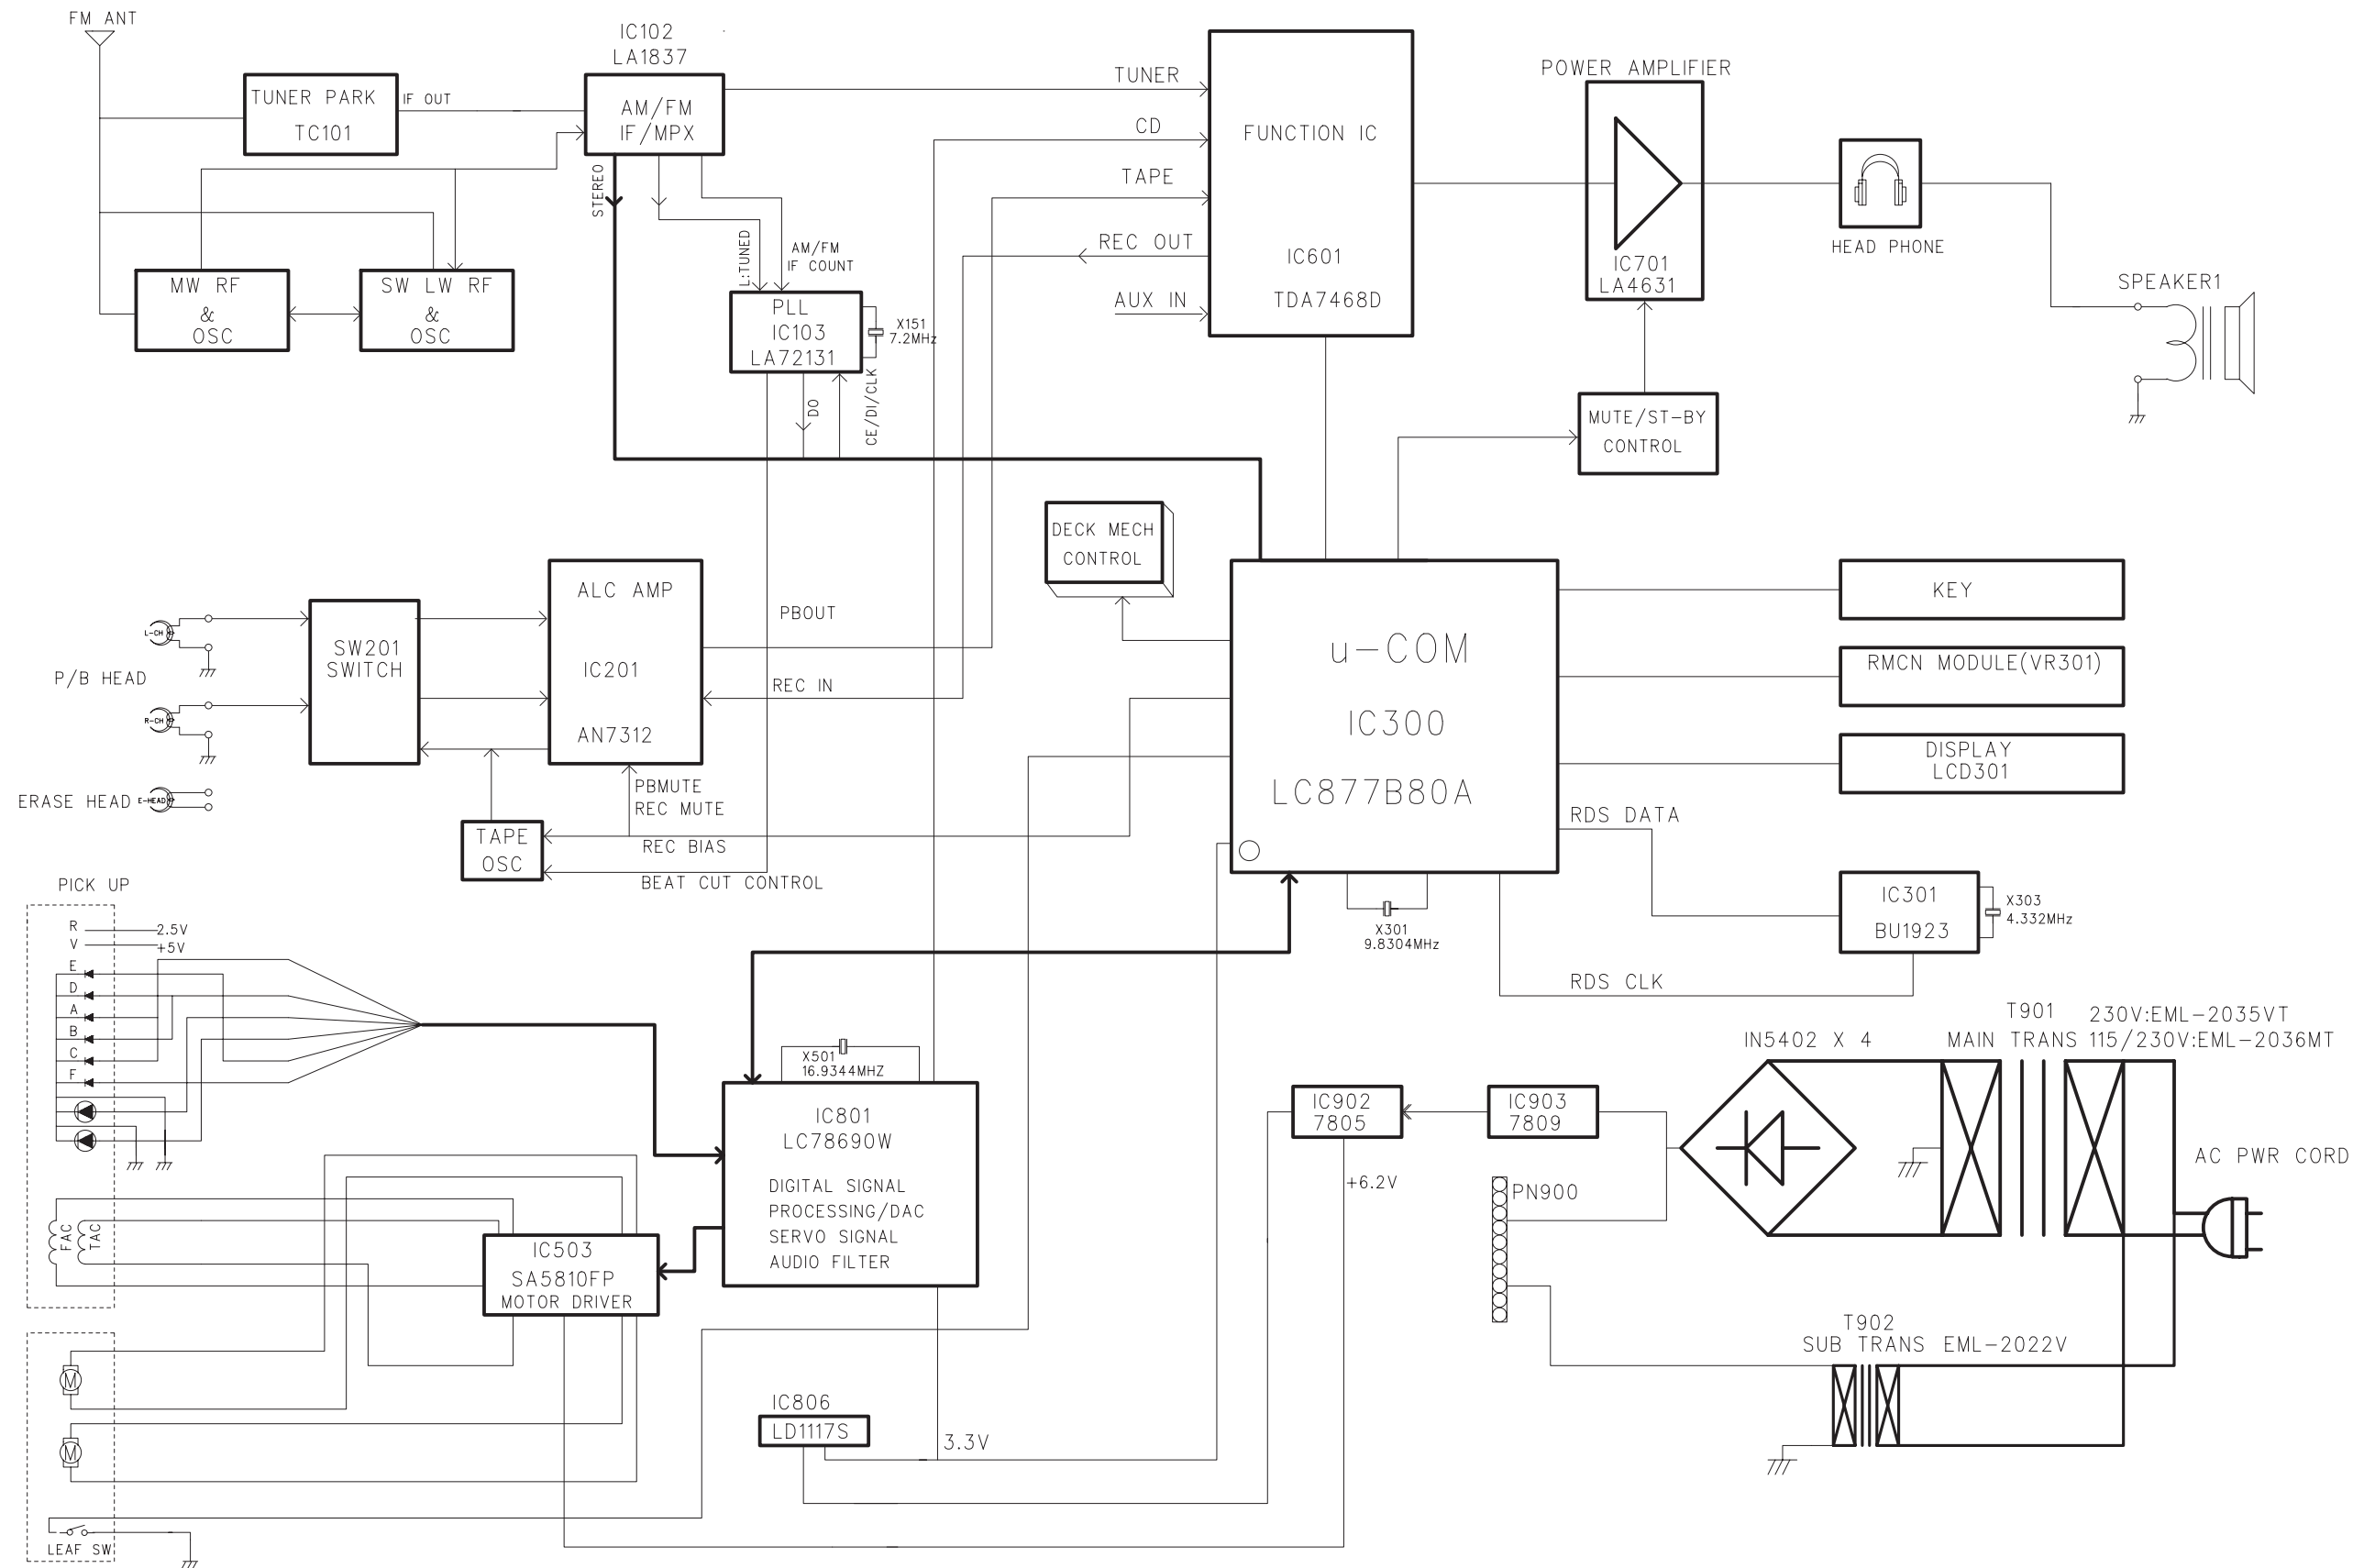 FM ANT
TUNER PARK
TC101
IF OUT
IC102
LA1837
AM/FM
IF/MPX
STEREO
L:TUNED
AM/FM
IF COUNT
MW RF
&
OSC
SW LW RF
&
OSC
PLL
IC103
LA72131
X151
7.2MHz
DO
CE/DI/CLK
TUNER
CD
TAPE
REC OUT
AUX IN
FUNCTION IC
IC601
TDA7468D
POWER AMPLIFIER
IC701
LA4631
HEAD PHONE
SPEAKER1
MUTE/ST-BY
CONTROL
DECK MECH
CONTROL
L-CH
P/B HEAD
R-CH
ERASE HEAD
E-HEAD
SW201
SWITCH
ALC AMP
IC201
AN7312
PBOUT
REC IN
PBMUTE
REC MUTE
TAPE
OSC
REC BIAS
BEAT CUT CONTROL
u-COM
IC300
LC877B80A
KEY
RMCN MODULE(VR301)
DISPLAY
LCD301
RDS DATA
IC301
BU1923
X303
4.332MHz
RDS CLK
X301
9.8304MHz
PICK UP
R
2.5V
V
+5V
E
D
A
B
C
F
FAC
TAC
X501
16.9344MHZ
IC801
LC78690W
DIGITAL SIGNAL
PROCESSING/DAC
SERVO SIGNAL
AUDIO FILTER
IC503
SA5810FP
MOTOR DRIVER
M
M
LEAF SW
IC806
LD1117S
3.3V
IC902
7805
+6.2V
IC903
7809
PN900
IN5402 X 4
T901
MAIN TRANS
230V:EML-2035VT
115/230V:EML-2036MT
AC PWR CORD
T902
SUB TRANS EML-2022V